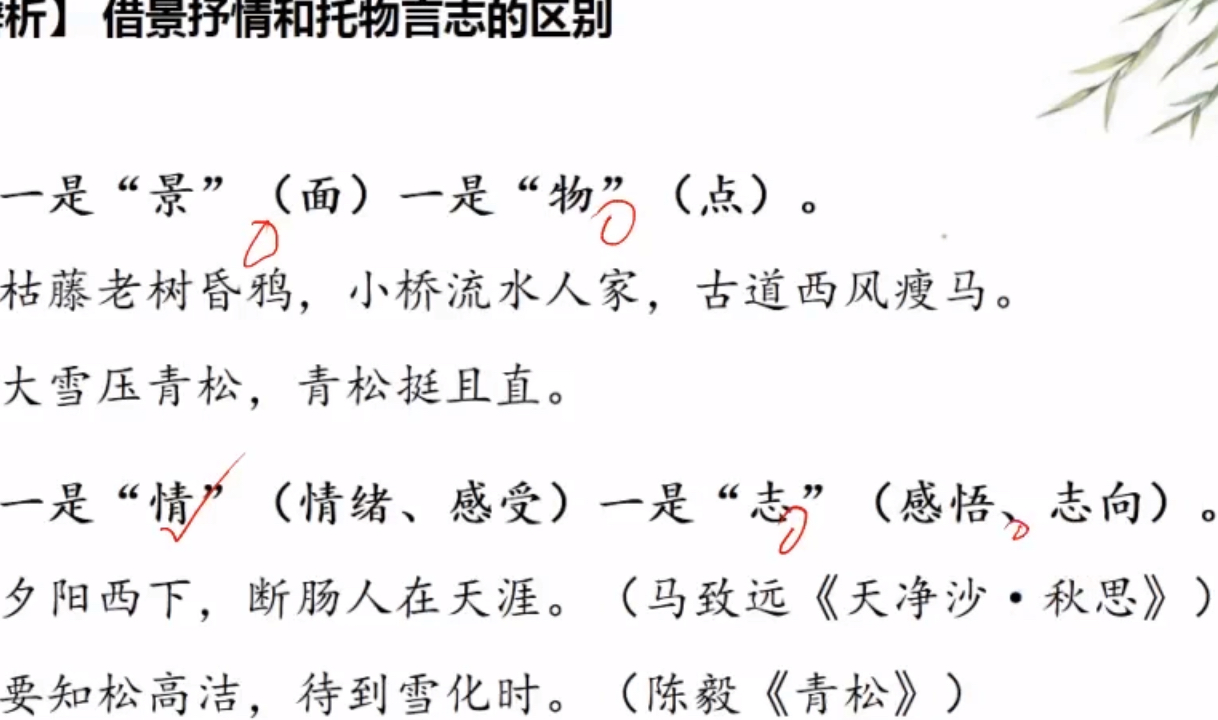 析】 借景抒情和托物言志的区别
一是“景”（面）一是“物”（点）。
枯藤老树昏鸦，小桥流水人家，古道西风瘦马。
大雪压青松，青松挺且直。
一是“情”（情绪、感受）一是“志”（感悟、志向）。
夕阳西下，断肠人在天涯。（马致远《天净沙·秋思》）
要知松高洁，待到雪化时。（陈毅《青松》）